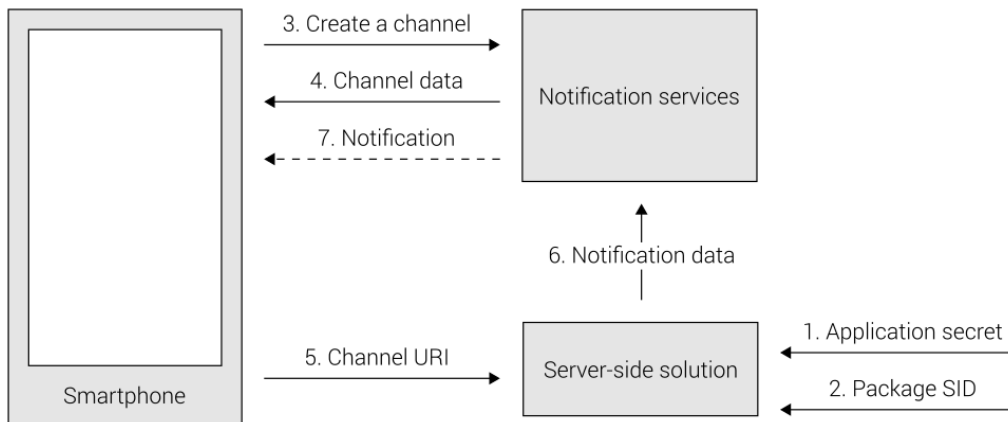 3. Create a channel
4. Channel data
Notification services
7. Notification
6. Notification data
1. Application secret
5. Channel URI
Server-side solution
2. Package SID
Smartphone